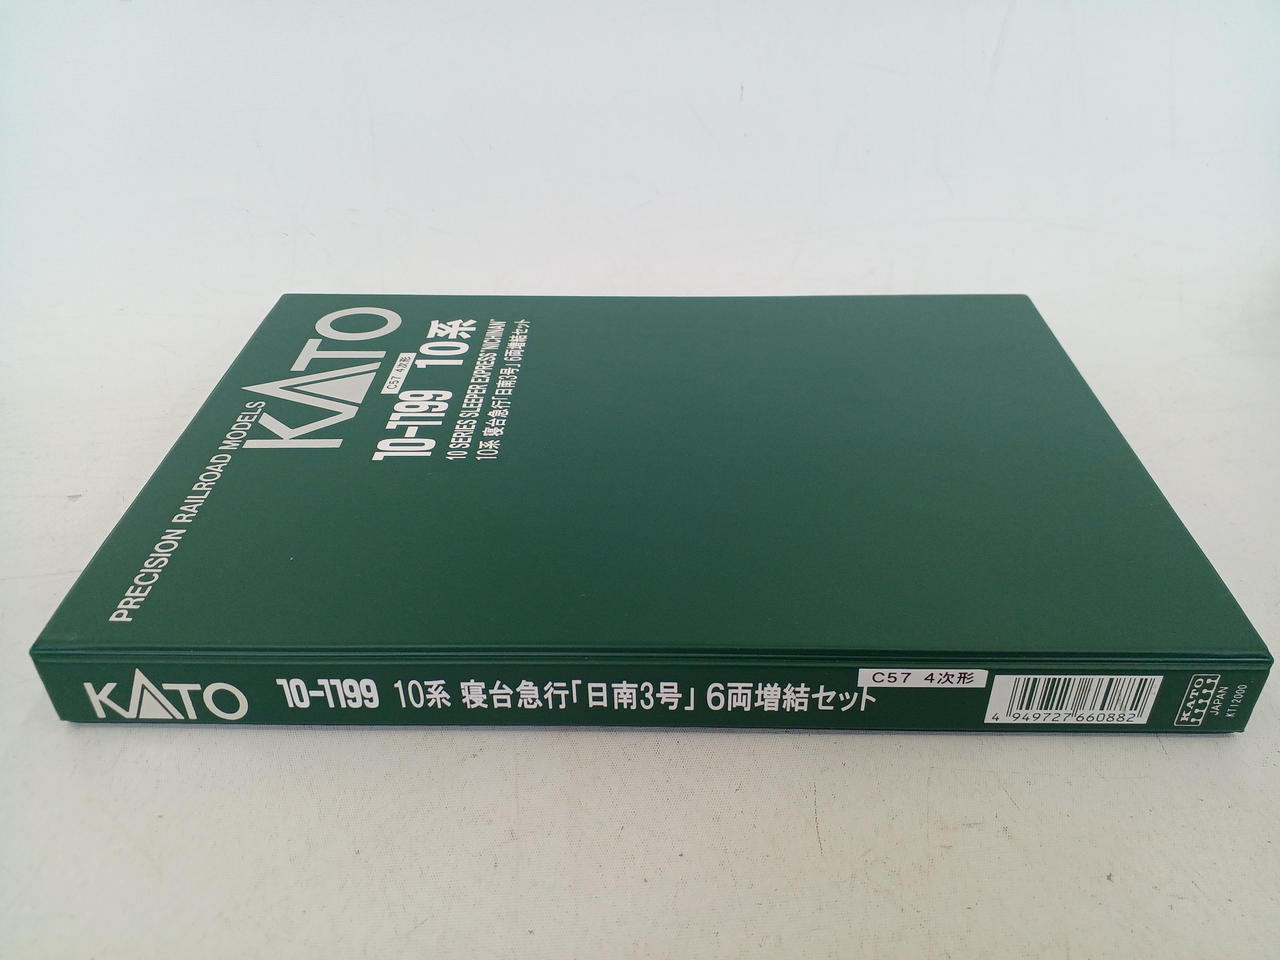 PRECISION RAILROAD MODELS
KATO
C57 4次形
10-1199 10系
10 SERIES SLEEPER EXPRESS "NICHINAN"
10系 寝台急行「日南3号」6両増結セット
KATO 10-1199 10系 寝台急行「日南3号」6両増結セット
C57 4次形
4 949727 660882
KATO
JAPAN
KT12000